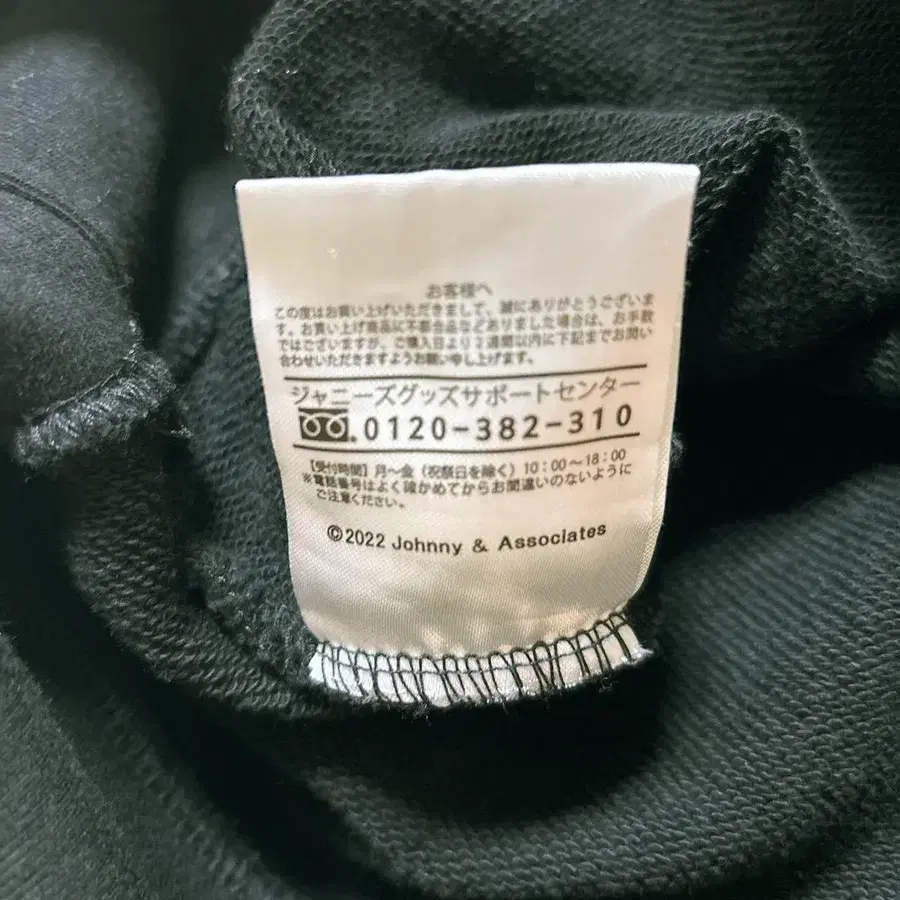 お客様へ
この度はお買い上げいただきまして、誠にありがとうございま
す。お買い上げ商品に不都合品などありました場合は、お手数
ではございますが、ご購入日より2週間以内に下記までお問い
合わせいただきますようお願い申し上げます。
ジャニーズグッズサポートセンター
0120-382-310
【受付時間】月～金（祝祭日を除く）10:00～18:00
※電話番号はよく確かめてからお間違いのないように
ご注意ください。
©2022 Johnny & Associates